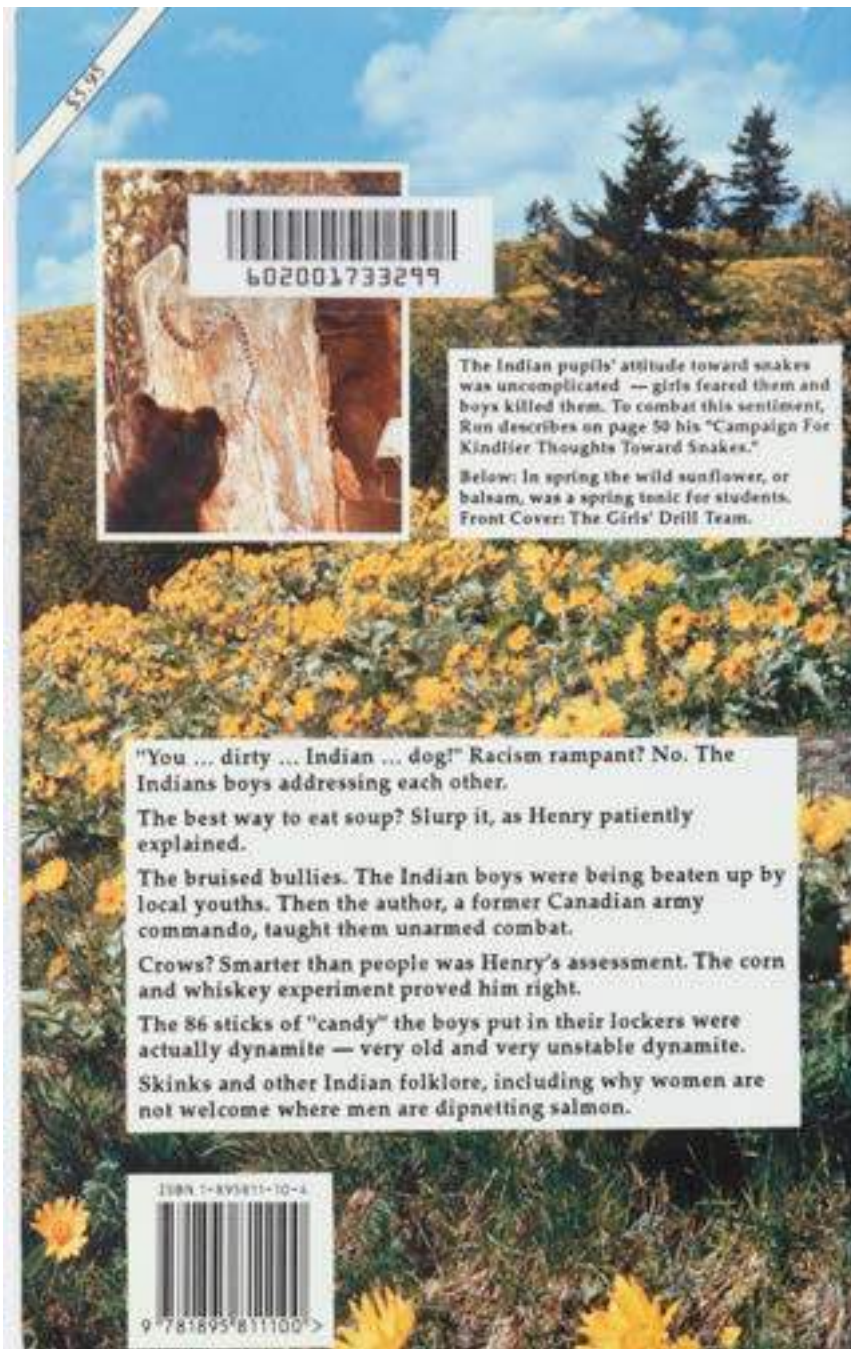 $5.95
602001733299
The Indian pupils' attitude toward snakes
was uncomplicated — girls feared them and
boys killed them. To combat this sentiment,
Ron describes on page 50 his "Campaign For
Kindlier Thoughts Toward Snakes."
Below: In spring the wild sunflower, or
balsam, was a spring tonic for students.
Front Cover: The Girls' Drill Team.
"You ... dirty ... Indian ... dog!" Racism rampant? No. The
Indians boys addressing each other.
The best way to eat soup? Slurp it, as Henry patiently
explained.
The bruised bullies. The Indian boys were being beaten up by
local youths. Then the author, a former Canadian army
commando, taught them unarmed combat.
Crows? Smarter than people was Henry's assessment. The corn
and whiskey experiment proved him right.
The 86 sticks of "candy" the boys put in their lockers were
actually dynamite — very old and very unstable dynamite.
Skinks and other Indian folklore, including why women are
not welcome where men are dipnetting salmon.
ISBN 1-895811-10-4
9 781895 811100 >